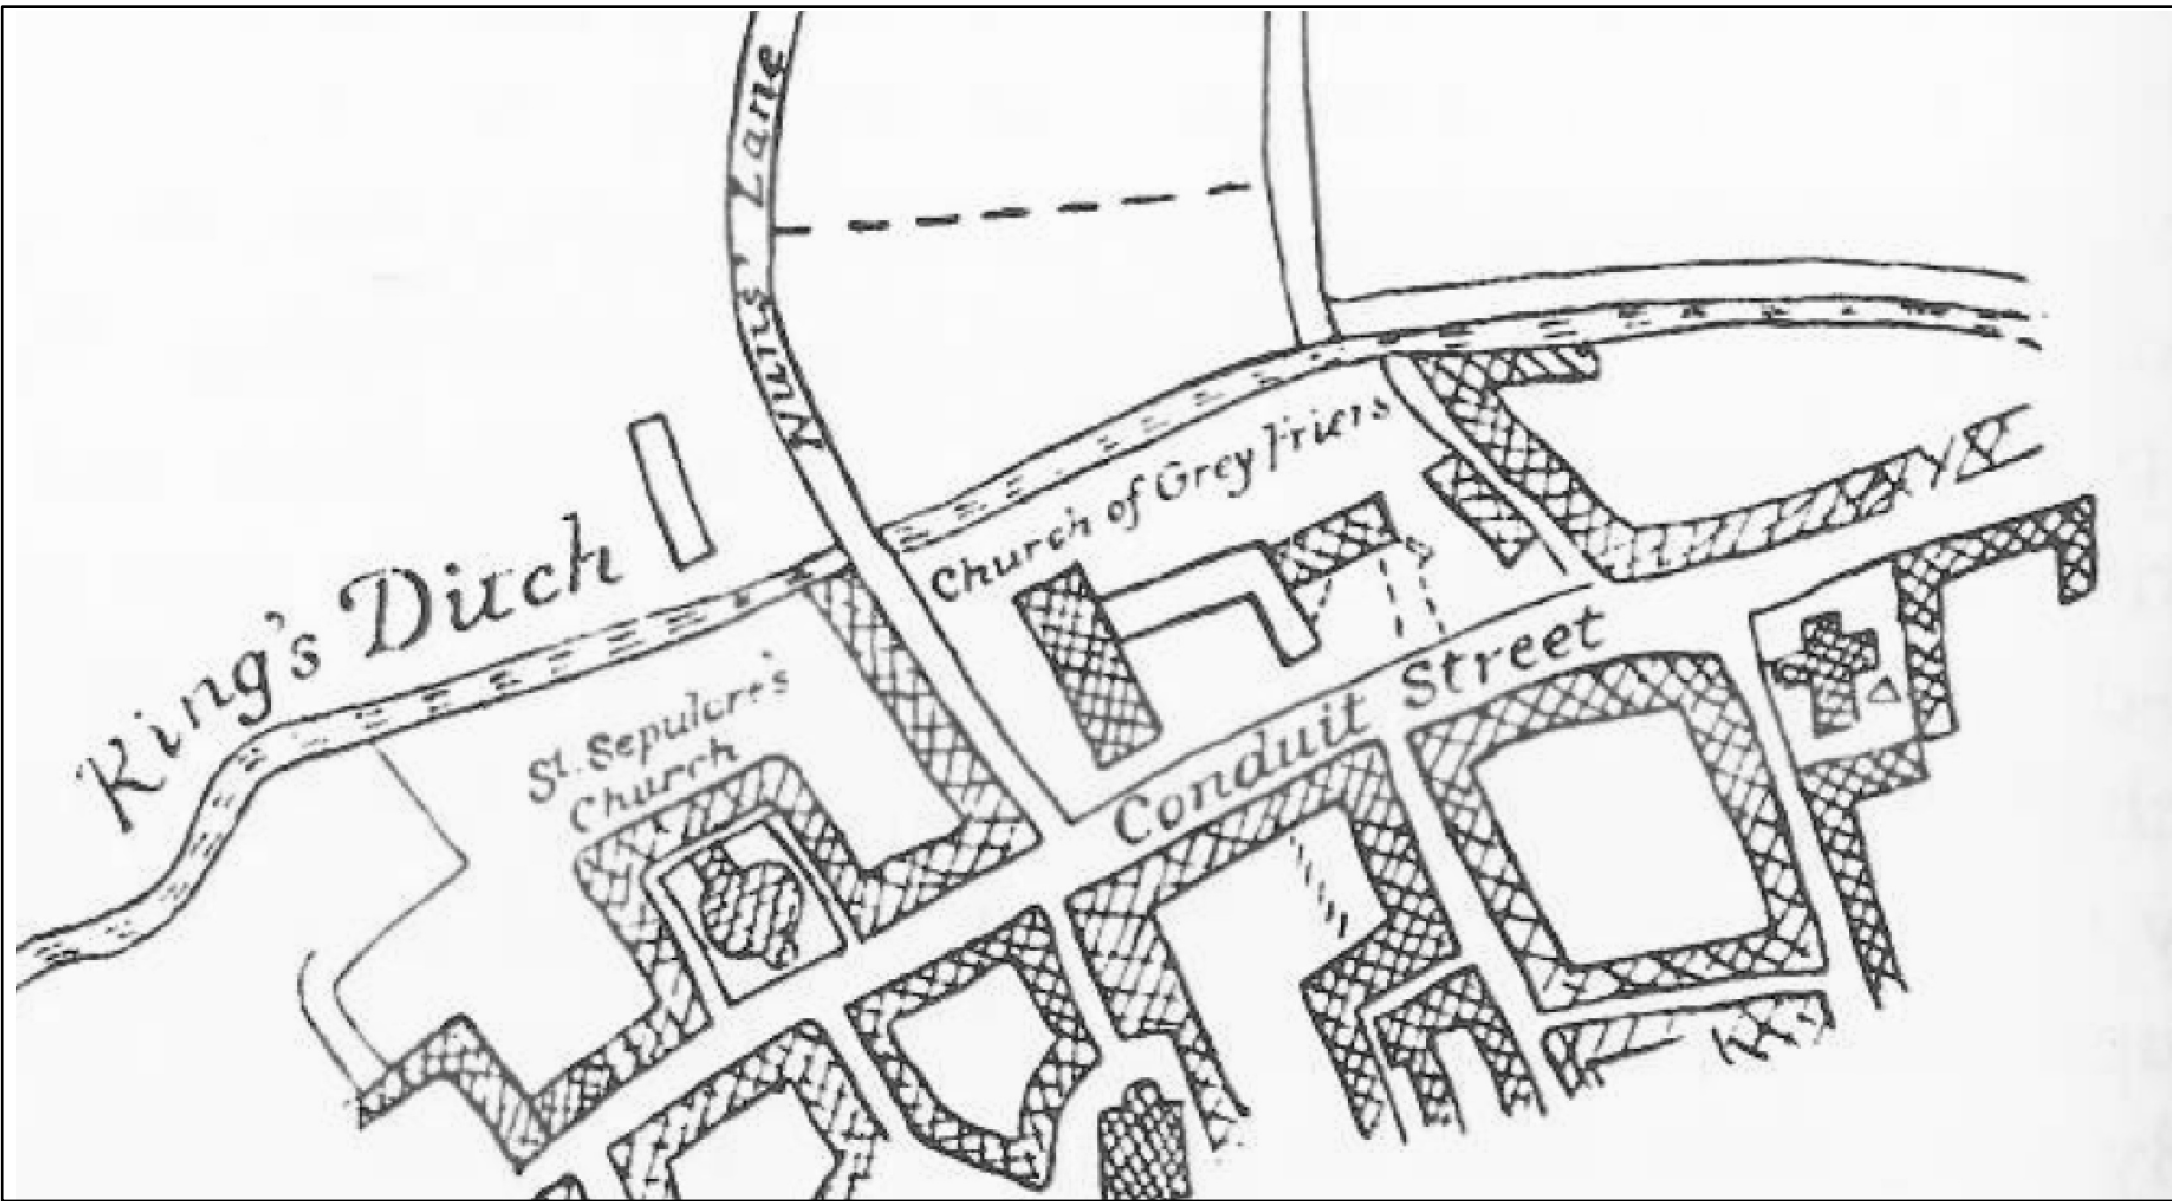 Nuns' Lane
King's Ditch
Church of Grey Friers
St. Sepulcre's
Church
Conduit Street